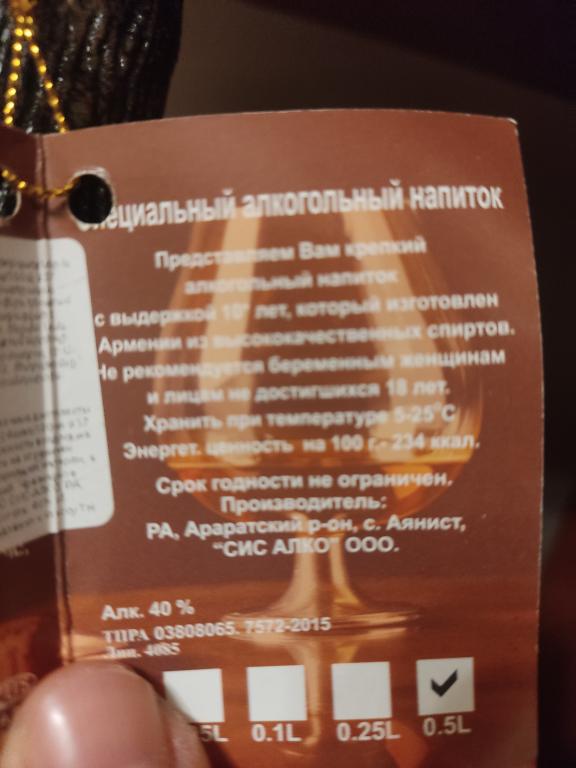 Специальный алкогольный напиток
Представляем Вам крепкий
алкогольный напиток
с выдержкой 10* лет, который изготовлен
Армении из высококачественных спиртов.
Не рекомендуется беременным женщинам
и лицам не достигшихся 18 лет.
Хранить при температуре 5-25°C
Энергет. ценность на 100 г.- 234 ккал.
Срок годности не ограничен.
Производитель:
РА, Араратский р-он, с. Аянист,
“СИС АЛКО” ООО.
Алк. 40 %
ТПРА 03808065. 7572-2015
Лиц. 4085
5L 0.1L 0.25L 0.5L